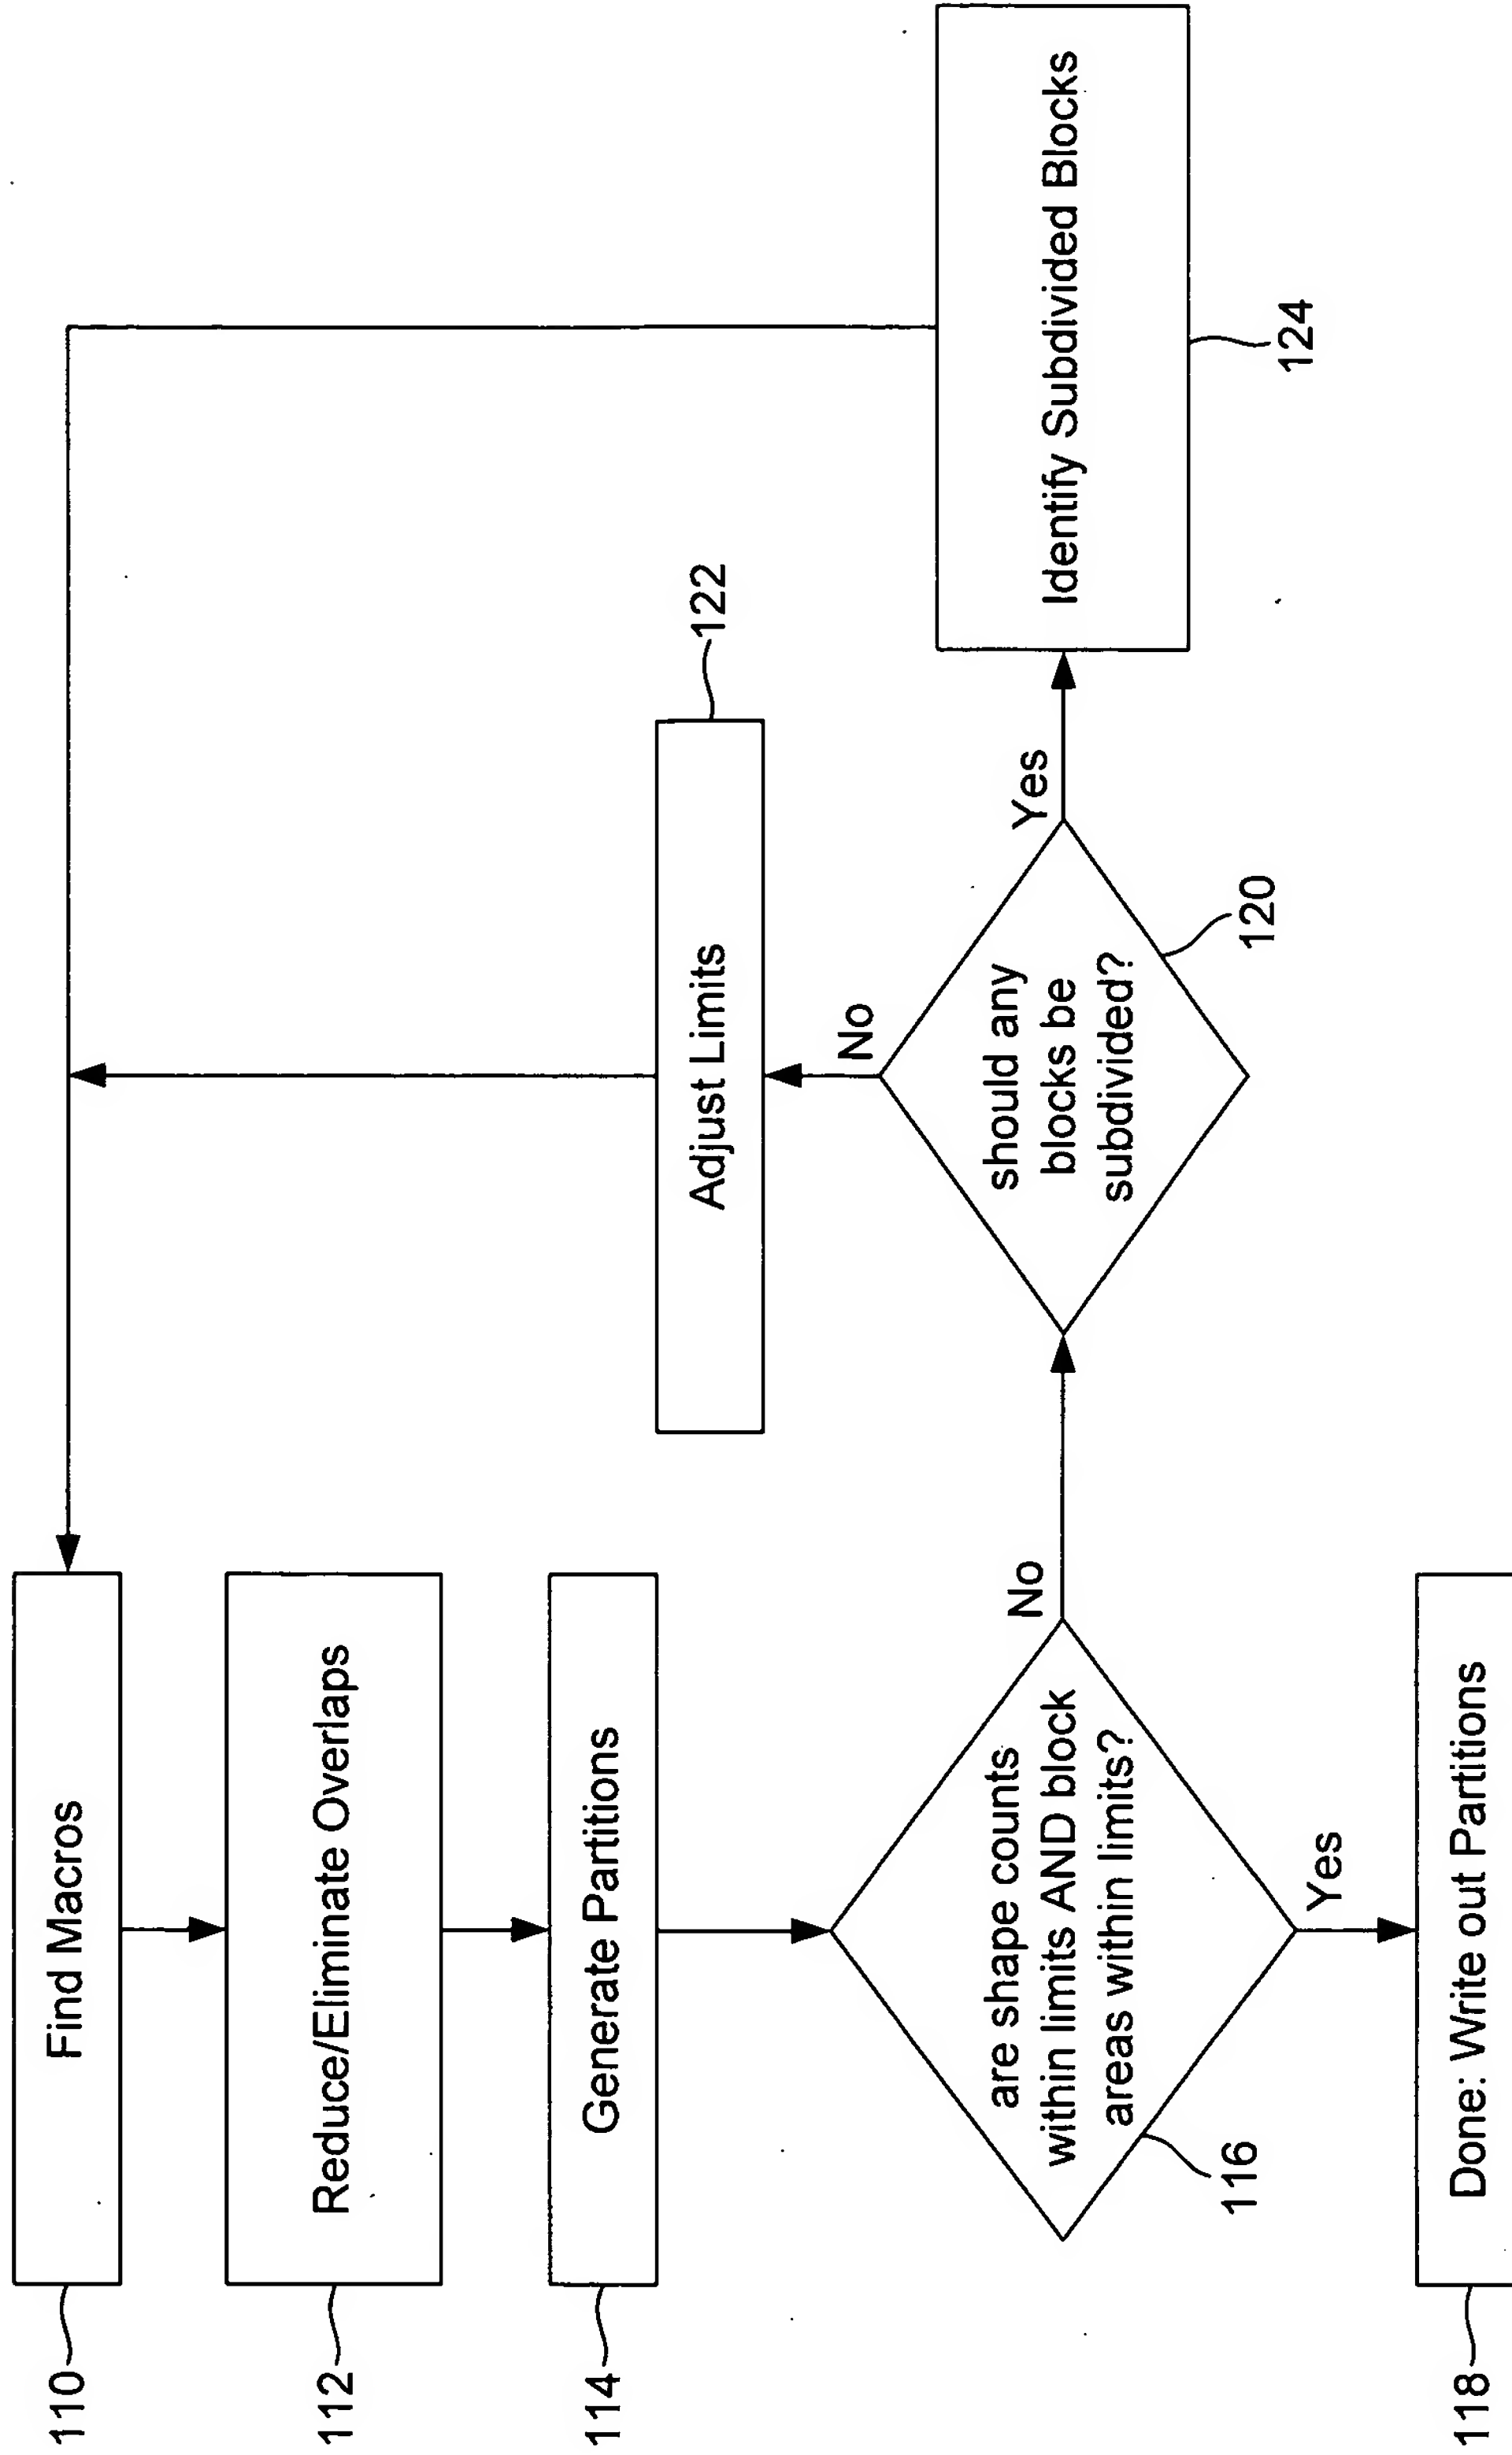 110
Find Macros
112
Reduce/Eliminate Overlaps
114
Generate Partitions
122
Adjust Limits
are shape counts
within limits AND block
areas within limits?
116
No
should any
blocks be
subdivided?
120
No
Yes
Identify Subdivided Blocks
124
Yes
118
Done: Write out Partitions